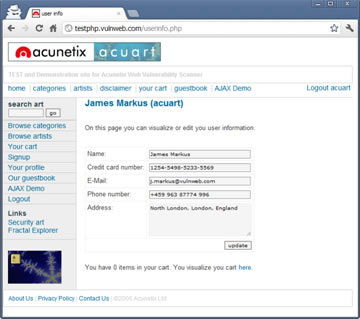 user info
testphp.vulnweb.com/userinfo.php
acunetix acuart
TEST and Demonstration site for Acunetix Web Vulnerability Scanner
home | categories | artists | disclaimer | your cart | guestbook | AJAX Demo
Logout acuart
search art
go
Browse categories
Browse artists
Your cart
Signup
Your profile
Our guestbook
AJAX Demo
Logout
Links
Security art
Fractal Explorer
James Markus (acuart)
On this page you can visualize or edit you user information.
Name: James Markus
Credit card number: 1254-5498-5233-5569
E-Mail: j.markus@vulnweb.com
Phone number: +459 963 87774 996
Address: North London, London, England
update
You have 0 items in your cart. You visualize you cart here.
About Us | Privacy Policy | Contact Us | ©2006 Acunetix Ltd